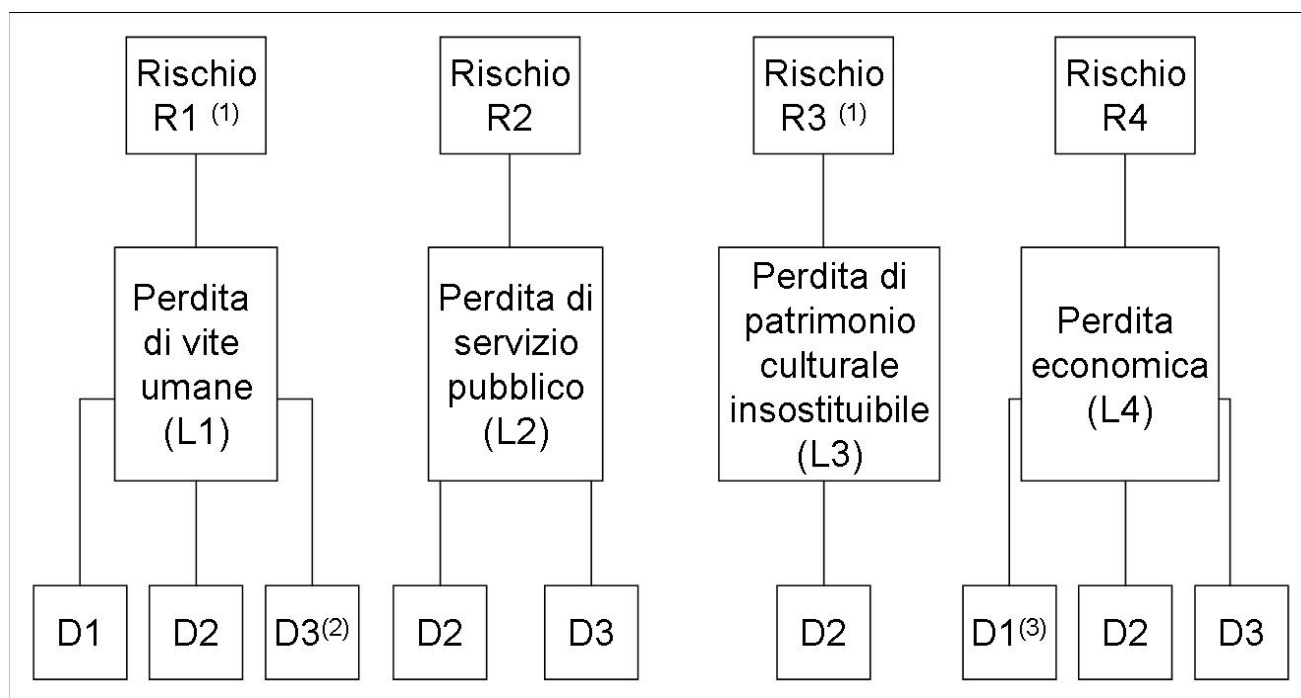 Rischio
R1 (1)
Rischio
R2
Rischio
R3 (1)
Rischio
R4
Perdita
di vite
umane
(L1)
Perdita di
servizio
pubblico
(L2)
Perdita di
patrimonio
culturale
insostituibile
(L3)
Perdita
economica
(L4)
D1
D2
D3(2)
D2
D3
D2
D1(3)
D2
D3